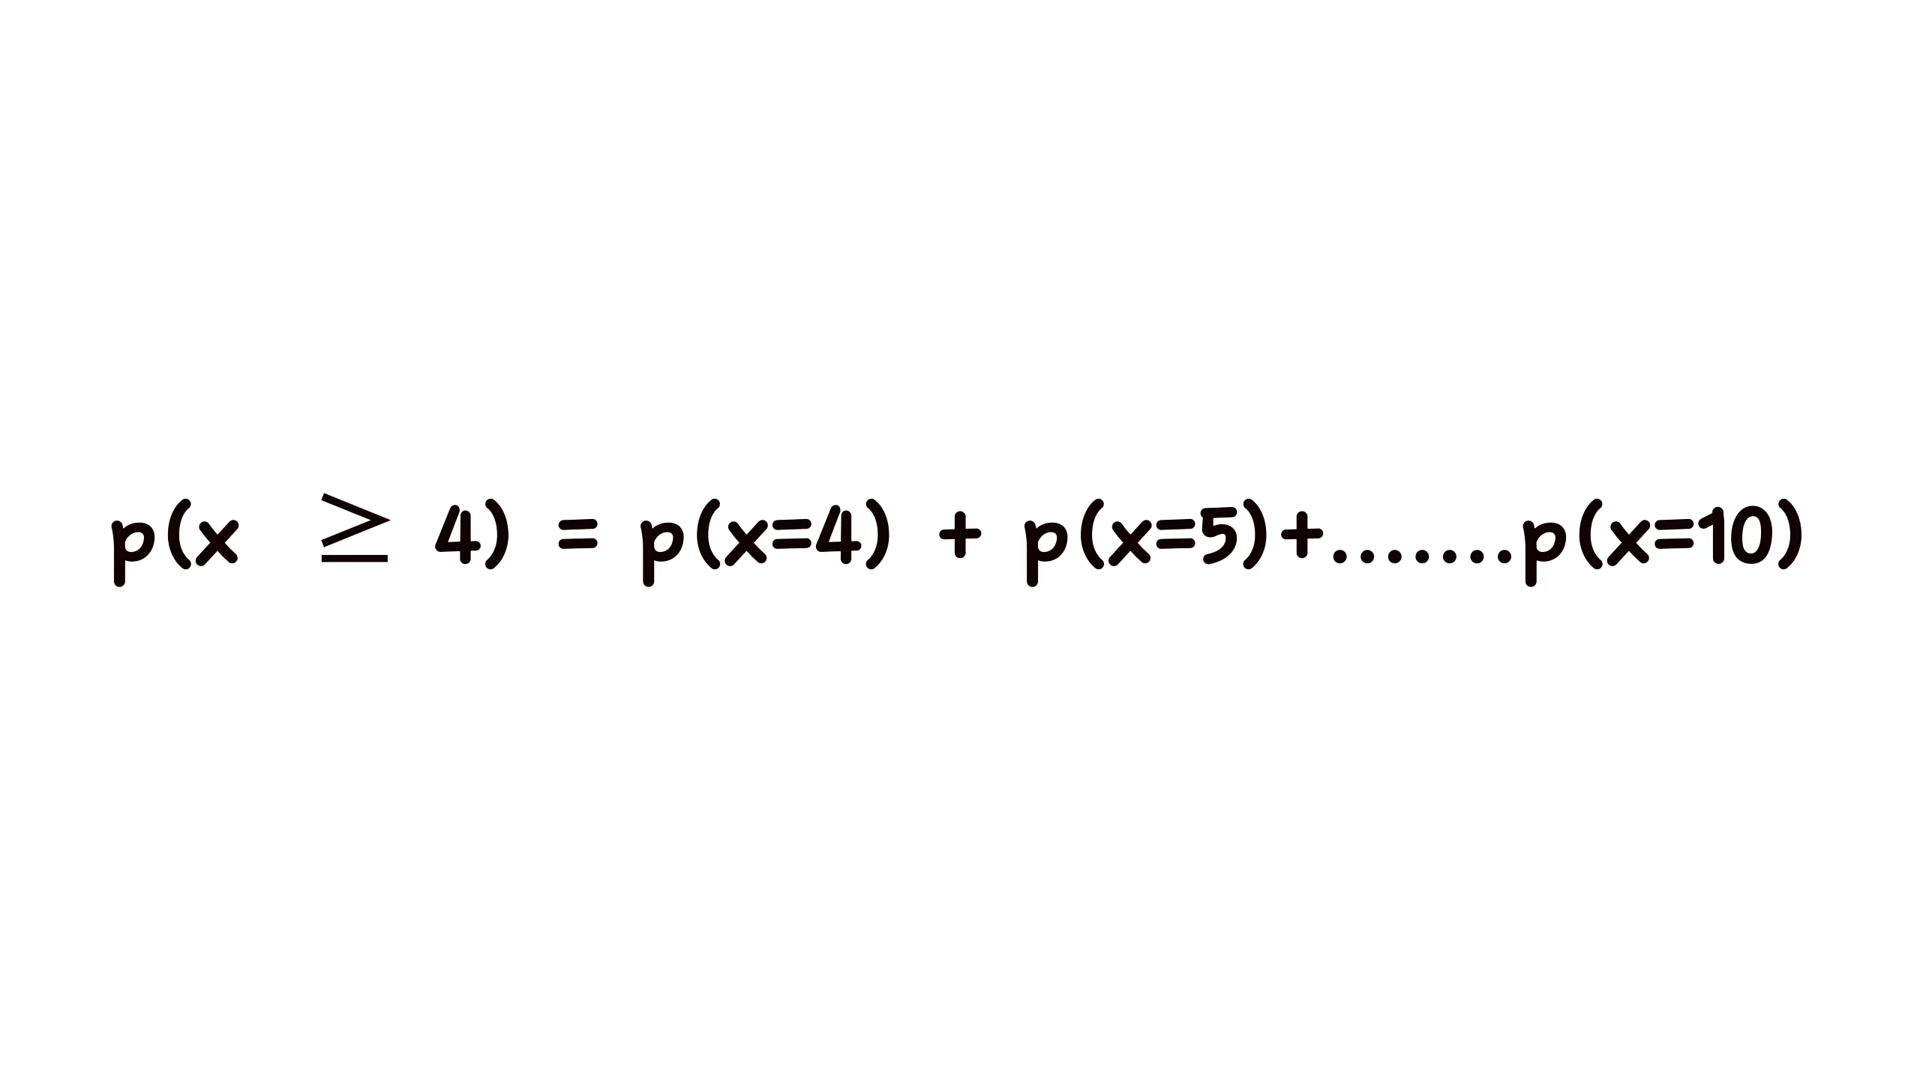 p(x ≥ 4) = p(x=4) + p(x=5)+.......p(x=10)